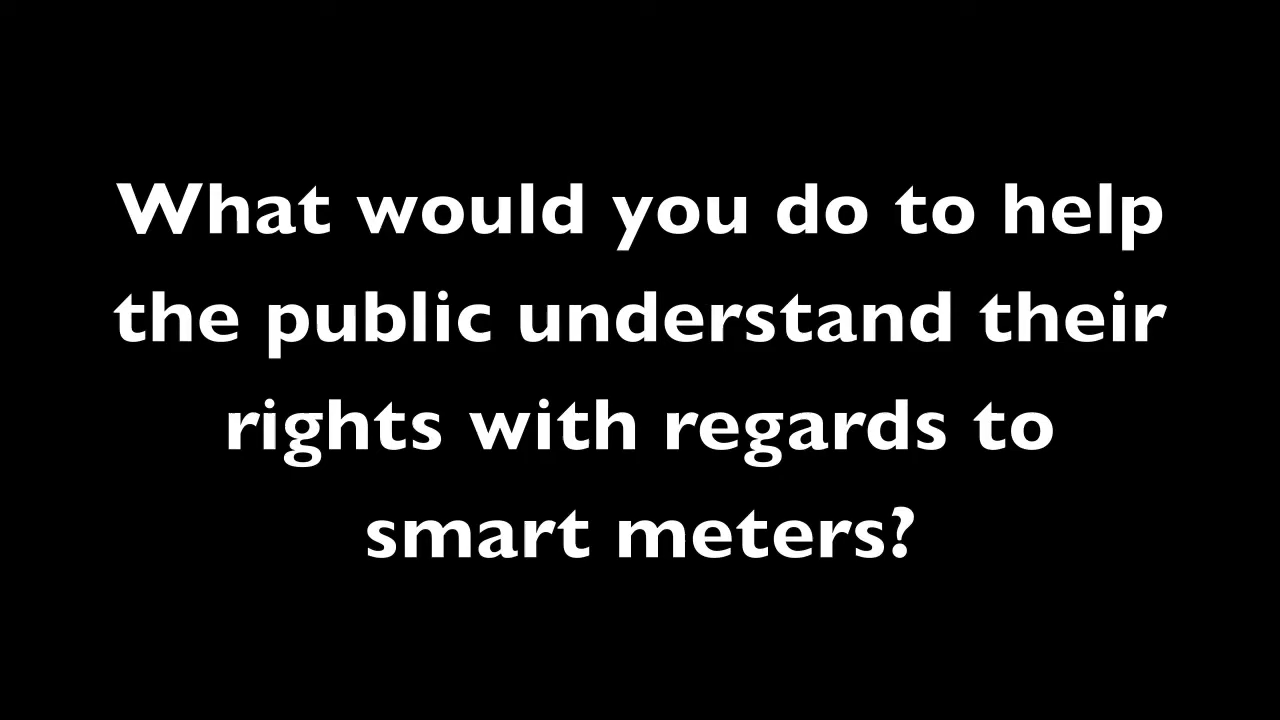 What would you do to help
the public understand their
rights with regards to
smart meters?